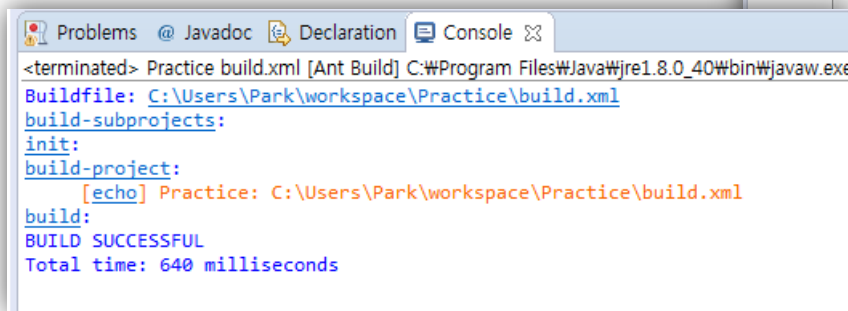 Problems @ Javadoc Declaration Console
<terminated> Practice build.xml [Ant Build] C:₩Program Files₩Java₩jre1.8.0_40₩bin₩javaw.exe
Buildfile: C:\Users\Park\workspace\Practice\build.xml
build-subprojects:
init:
build-project:
[echo] Practice: C:\Users\Park\workspace\Practice\build.xml
build:
BUILD SUCCESSFUL
Total time: 640 milliseconds